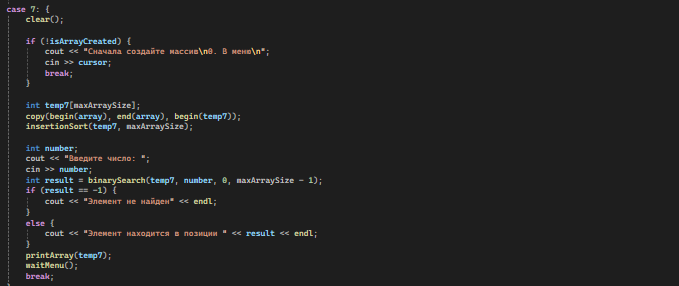 case 7: {
clear();
if (!isArrayCreated) {
cout << "Сначала создайте массив\n0. В меню\n";
cin >> cursor;
break;
}
int temp7[maxArraySize];
copy(begin(array), end(array), begin(temp7));
insertionSort(temp7, maxArraySize);
int number;
cout << "Введите число: ";
cin >> number;
int result = binarySearch(temp7, number, 0, maxArraySize - 1);
if (result == -1) {
cout << "Элемент не найден" << endl;
}
else {
cout << "Элемент находится в позиции " << result << endl;
}
printArray(temp7);
waitMenu();
break;